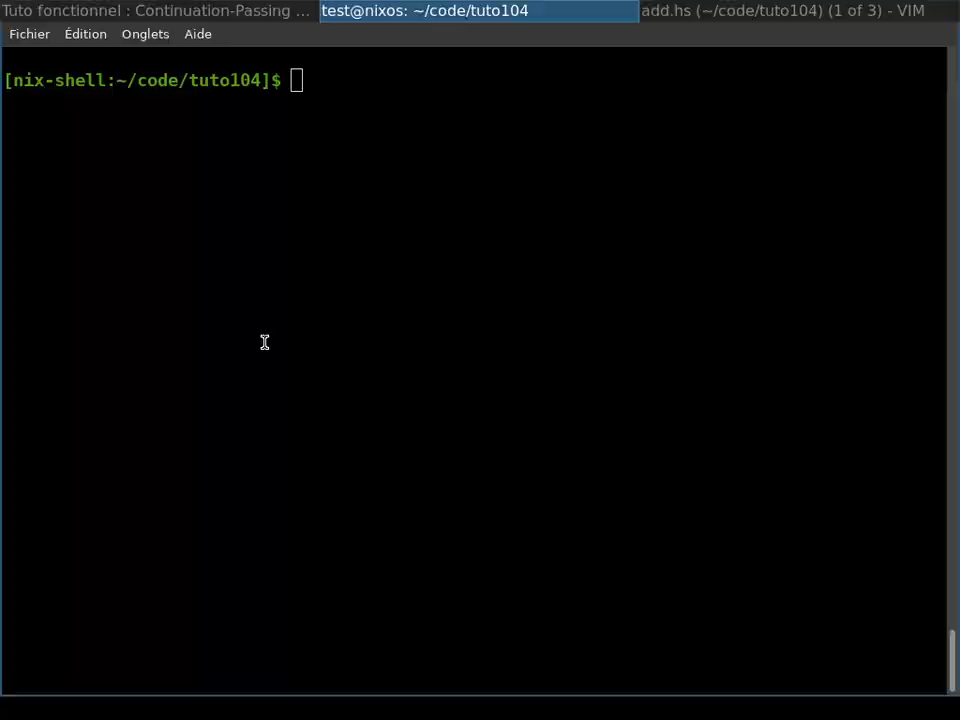 Tuto fonctionnel : Continuation-Passing ... test@nixos: ~/code/tuto104 add.hs (~/code/tuto104) (1 of 3) - VIM
Fichier Édition Onglets Aide
[nix-shell:~/code/tuto104]$